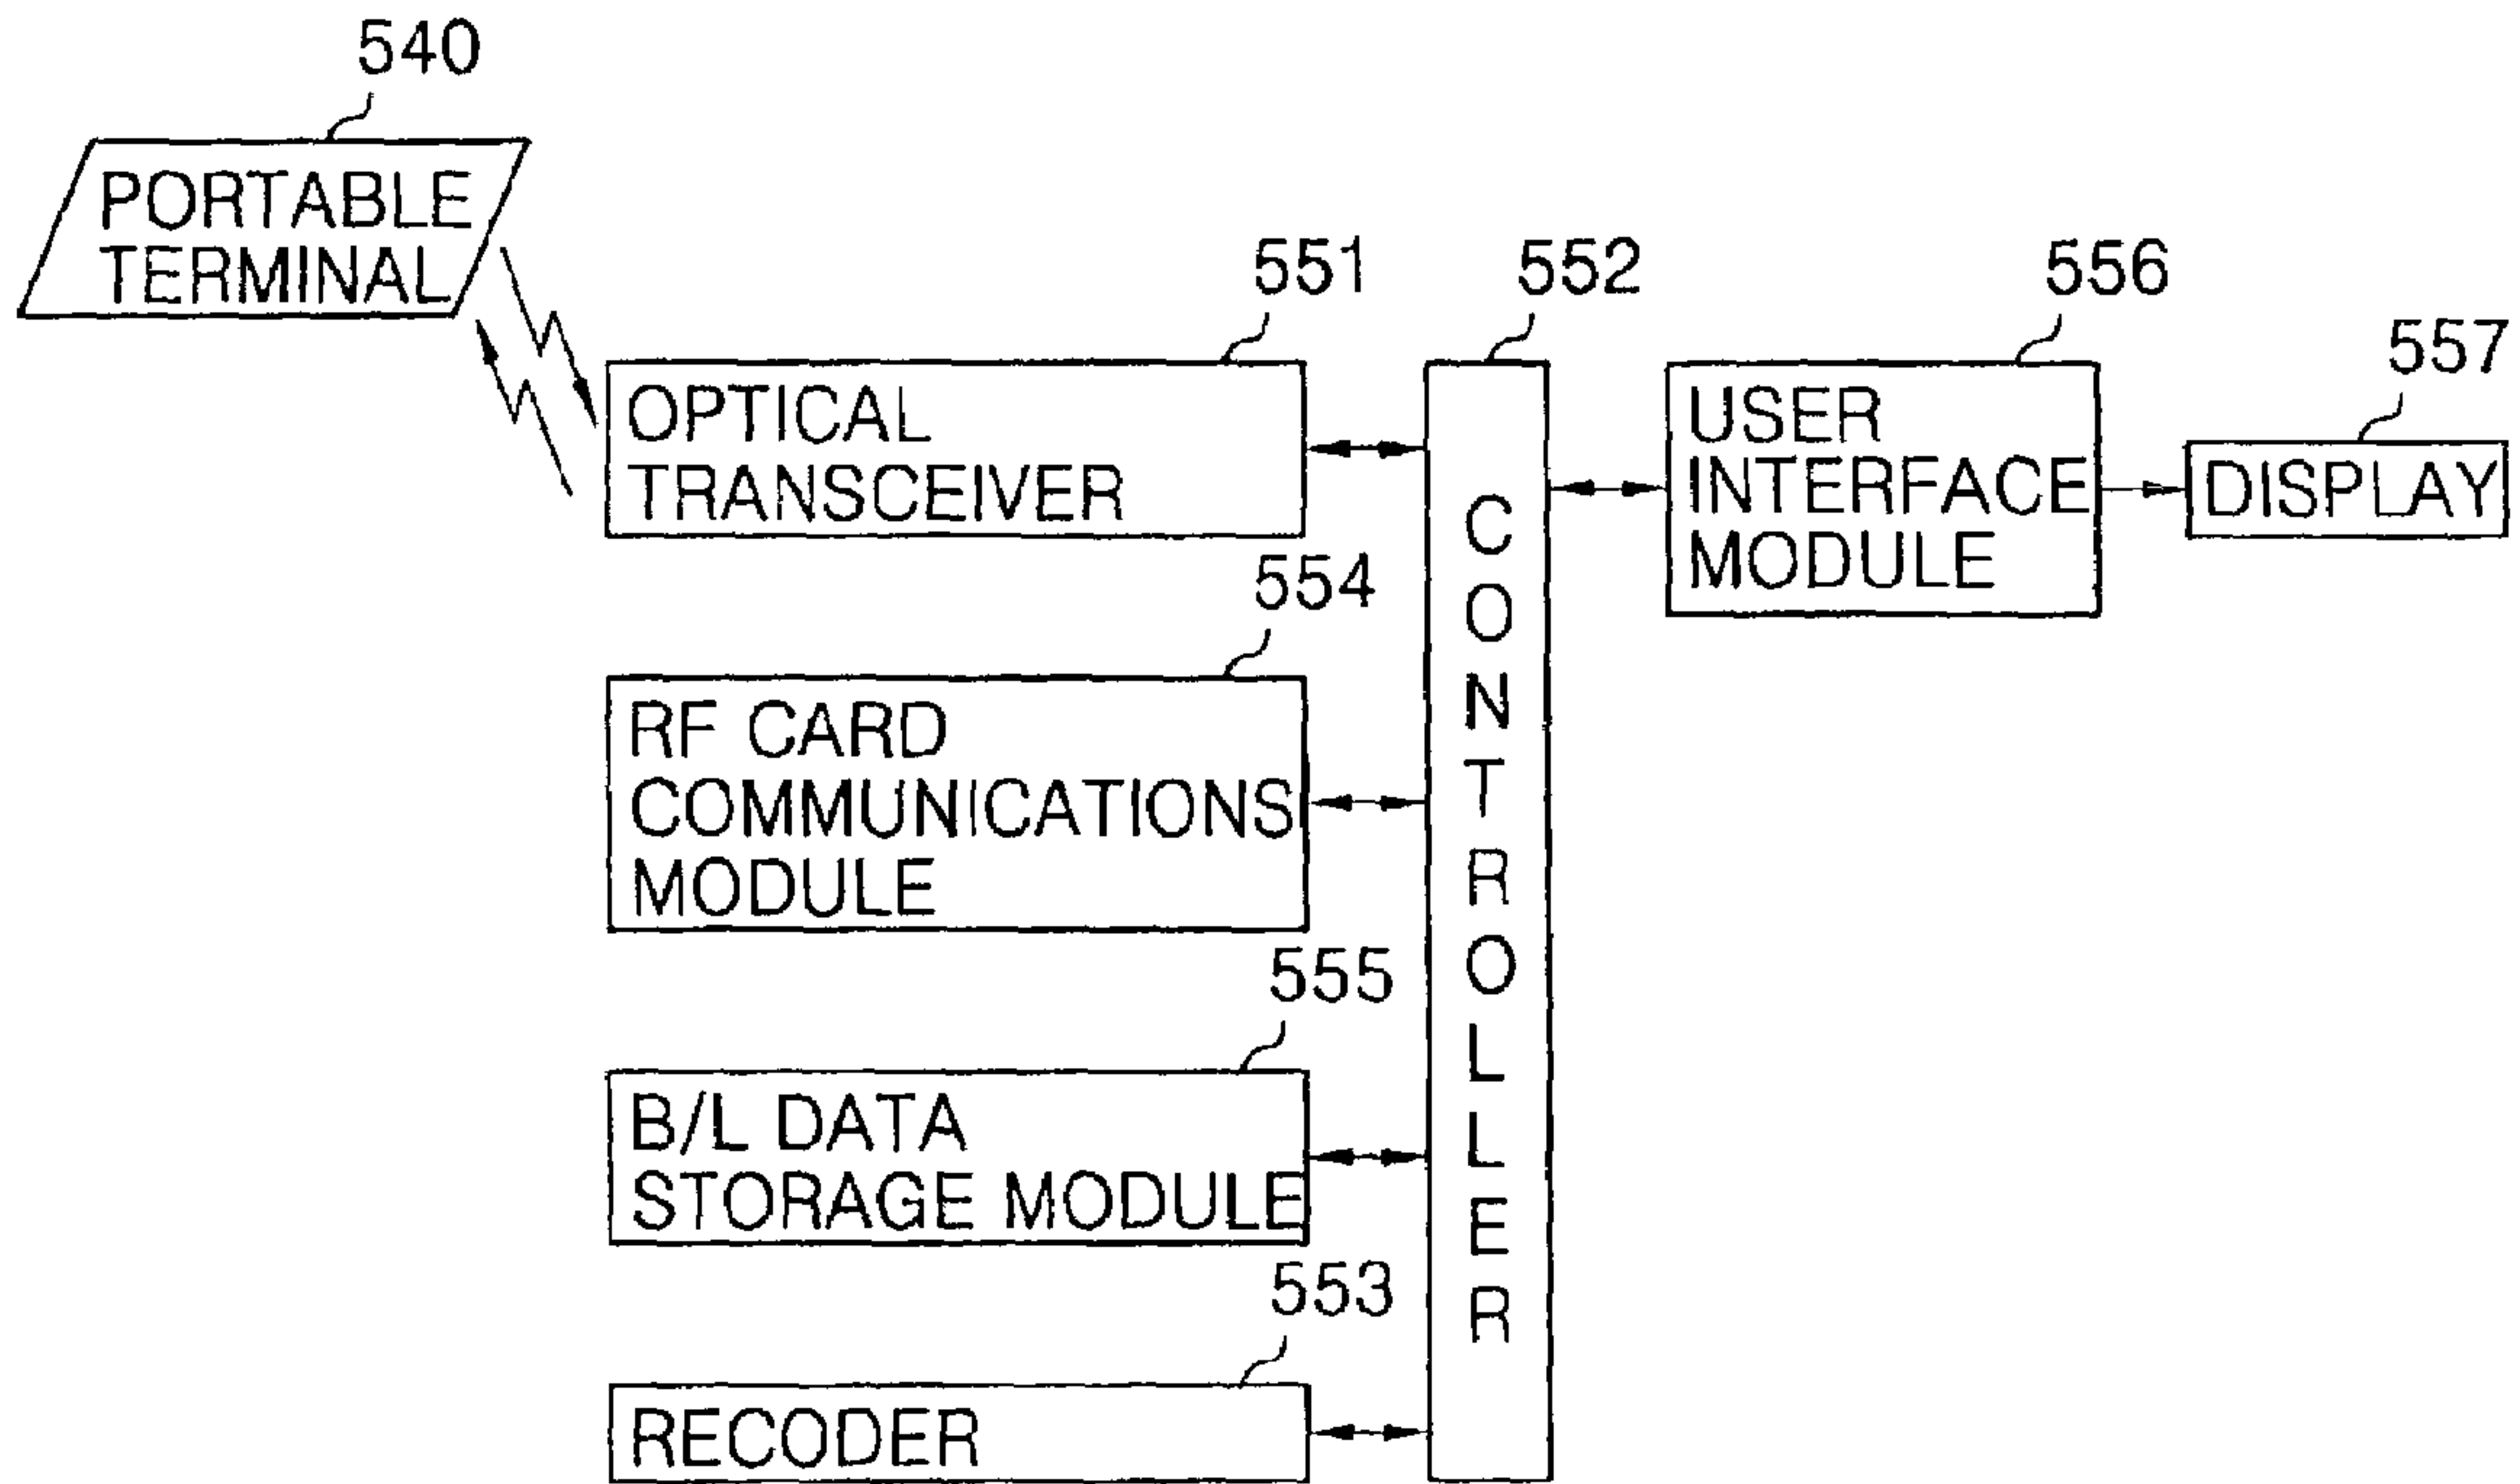 540
PORTABLE
TERMINAL
551
552
556
557
OPTICAL
TRANSCEIVER
USER
INTERFACE
MODULE
DISPLAY
CONTROLLER
554
RF CARD
COMMUNICATIONS
MODULE
555
B/L DATA
STORAGE MODULE
553
RECODER